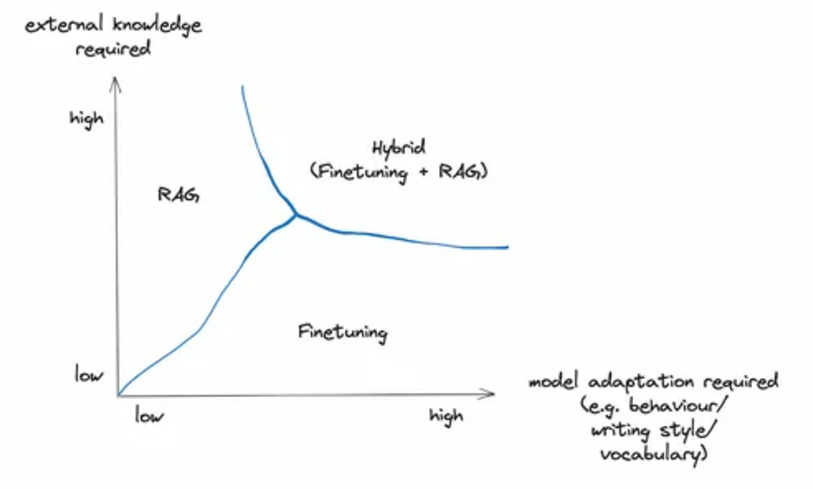 external knowledge
required
high
Hybrid
(Finetuning + RAG)
RAG
Finetuning
low
low
high
model adaptation required
(e.g. behaviour/
writing style/
vocabulary)